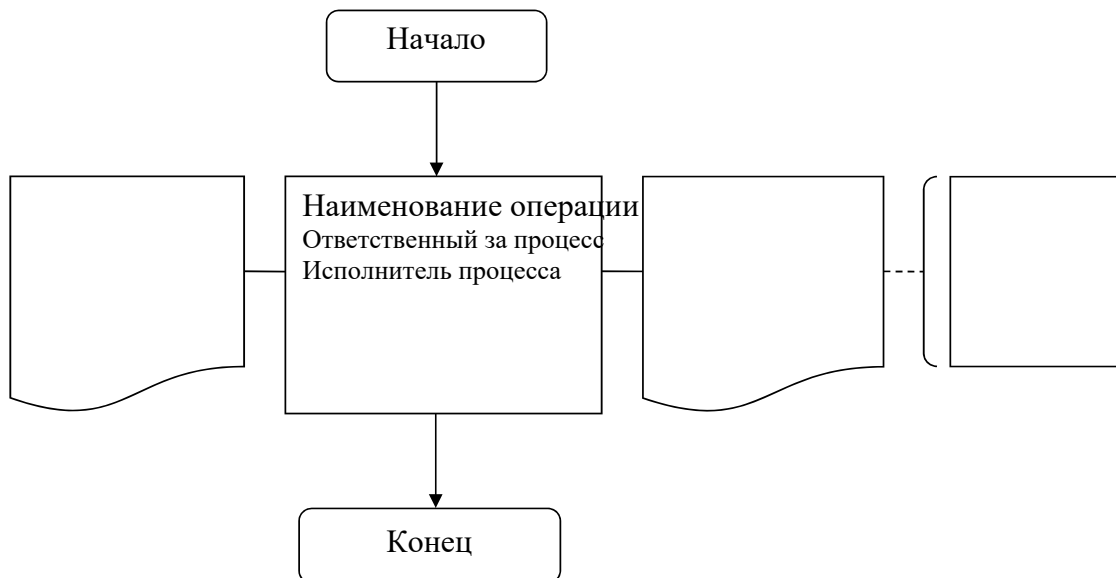 Начало
Наименование операции
Ответственный за процесс
Исполнитель процесса
Конец